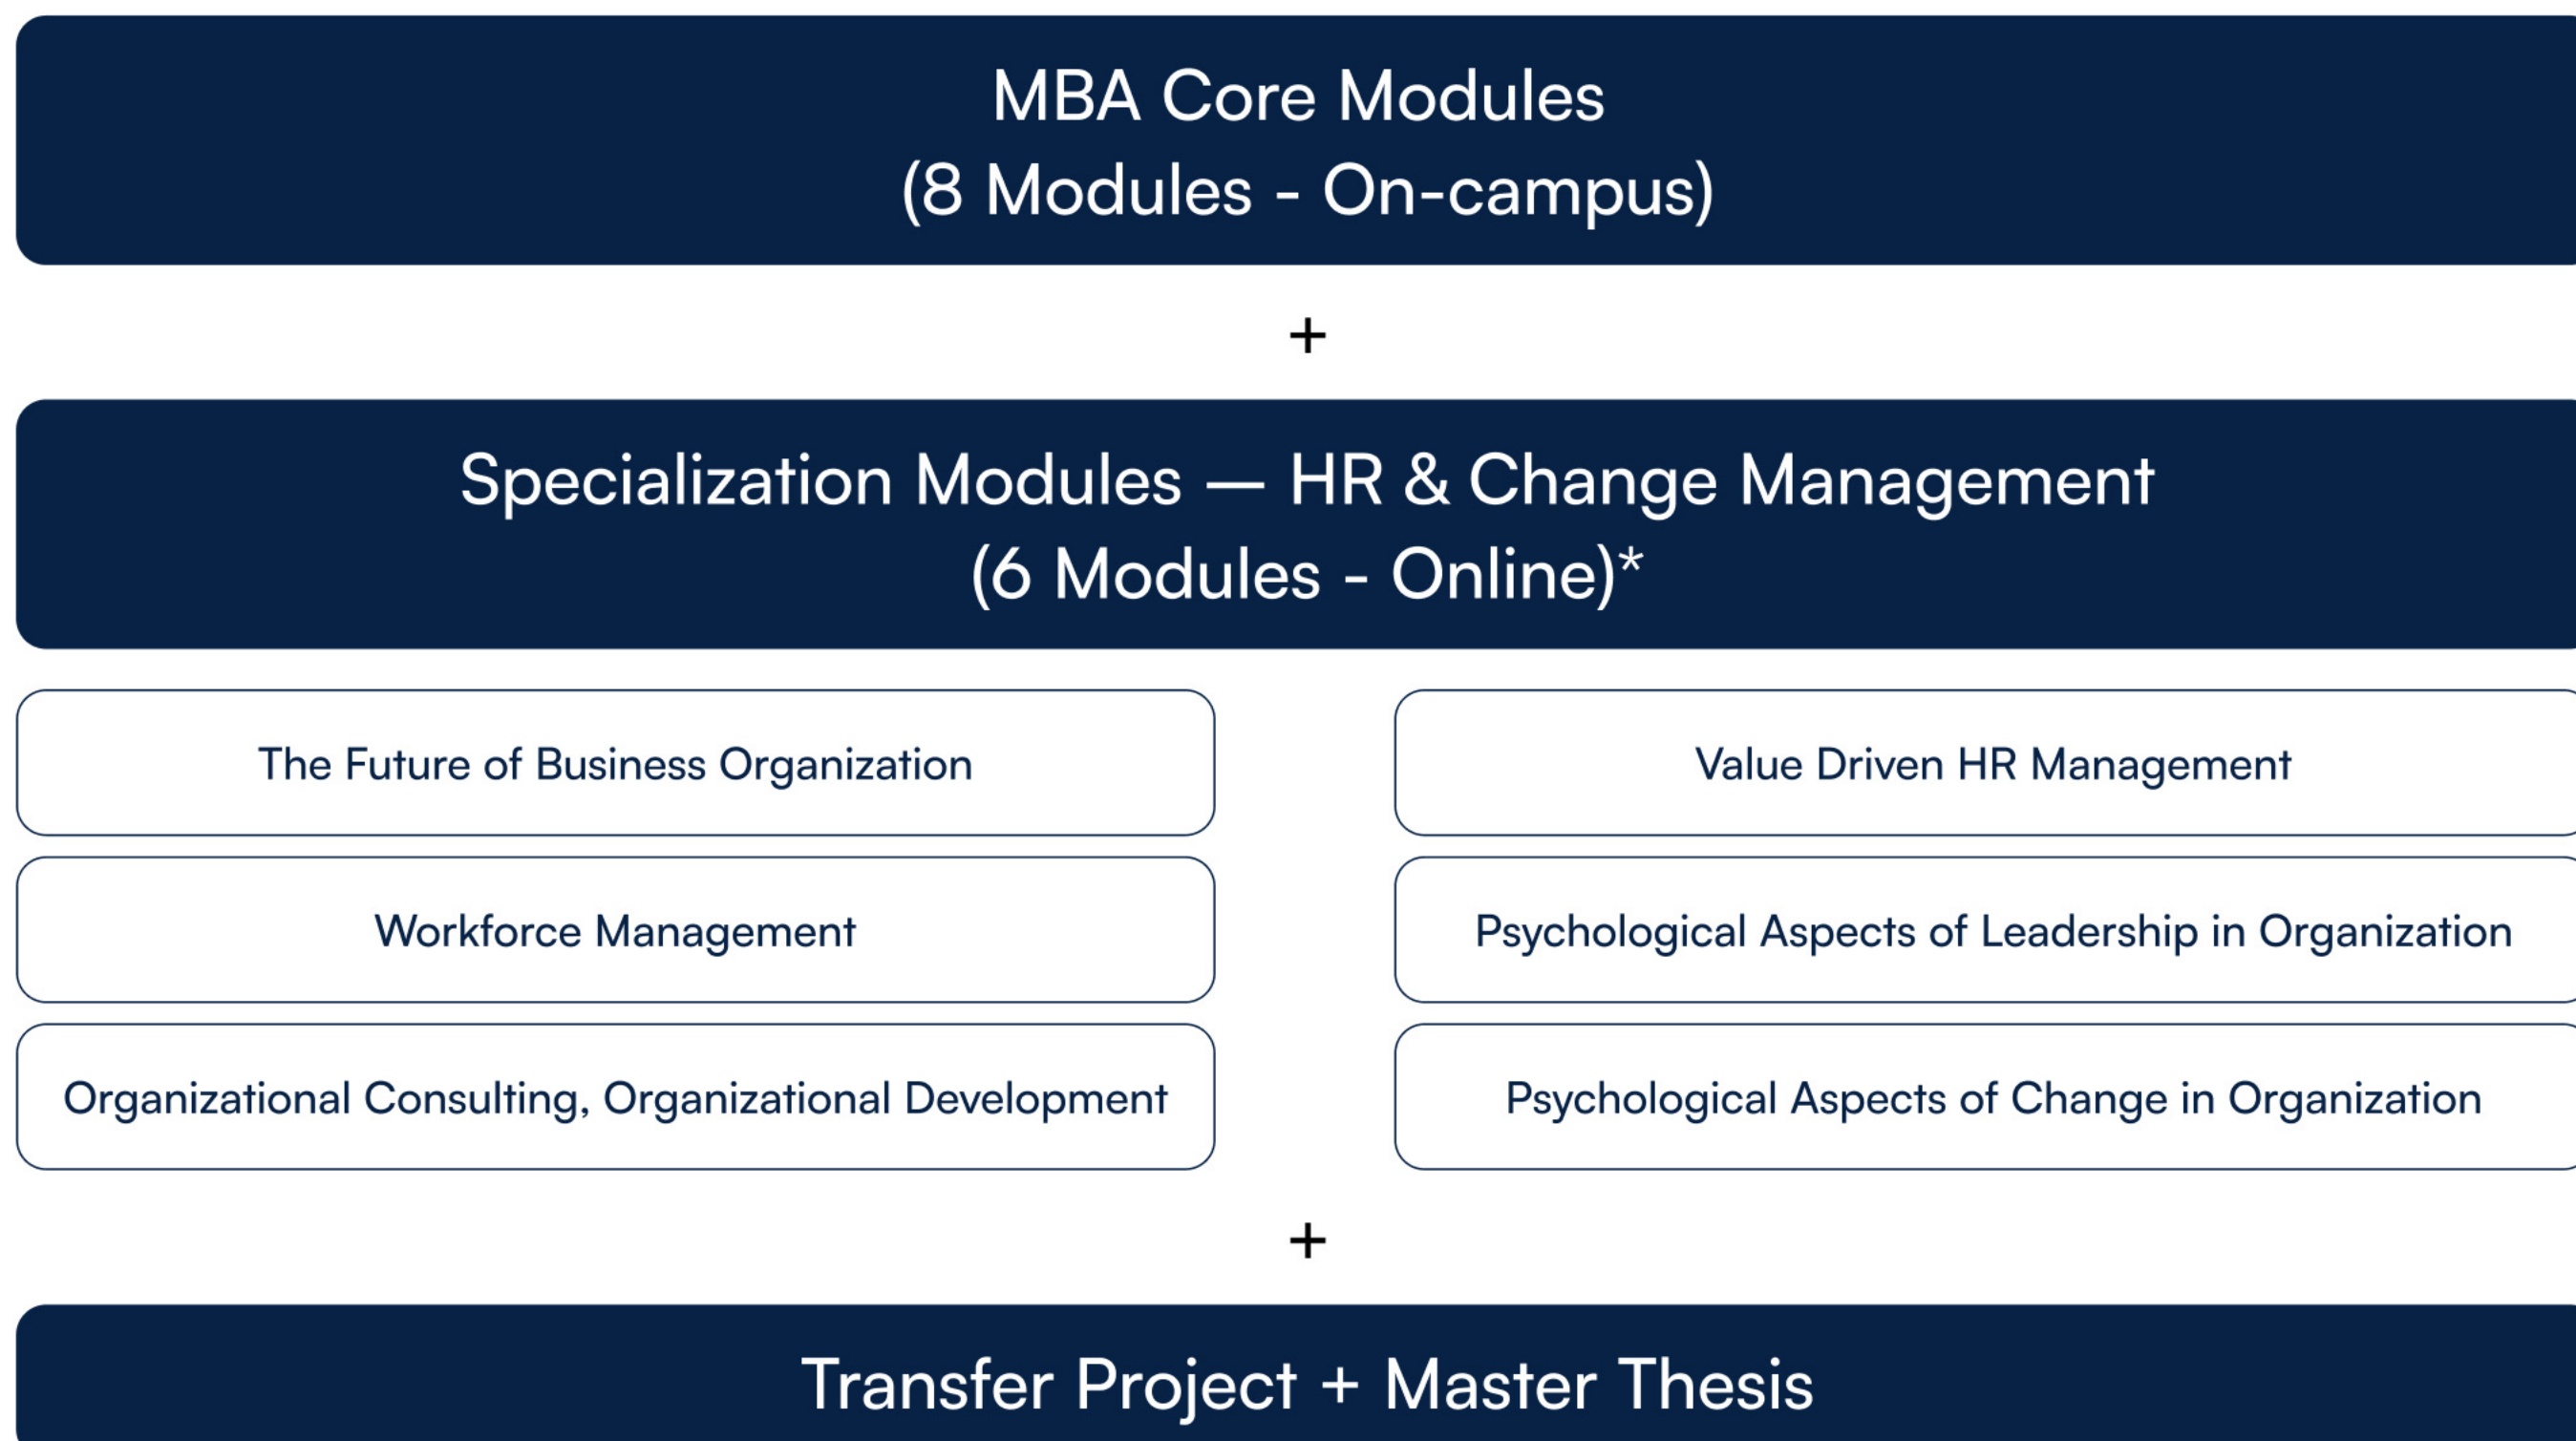 MBA Core Modules
(8 Modules - On-campus)
+
Specialization Modules — HR & Change Management
(6 Modules - Online)*
The Future of Business Organization
Value Driven HR Management
Workforce Management
Psychological Aspects of Leadership in Organization
Organizational Consulting, Organizational Development
Psychological Aspects of Change in Organization
+
Transfer Project + Master Thesis